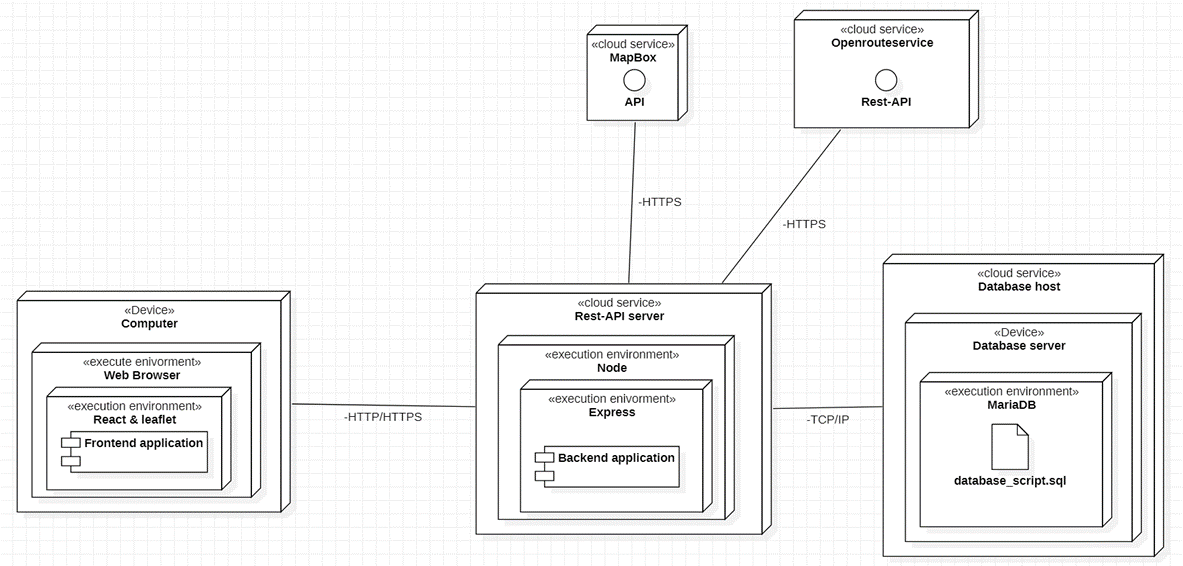 «cloud service»
MapBox
API
«cloud service»
Openrouteservice
Rest-API
-HTTPS
-HTTPS
«Device»
Computer
«execute enivorment»
Web Browser
«execution environment»
React & leaflet
Frontend application
-HTTP/HTTPS
«cloud service»
Rest-API server
«execution environment»
Node
«execution enivorment»
Express
Backend application
-TCP/IP
«cloud service»
Database host
«Device»
Database server
«execution environment»
MariaDB
database_script.sql